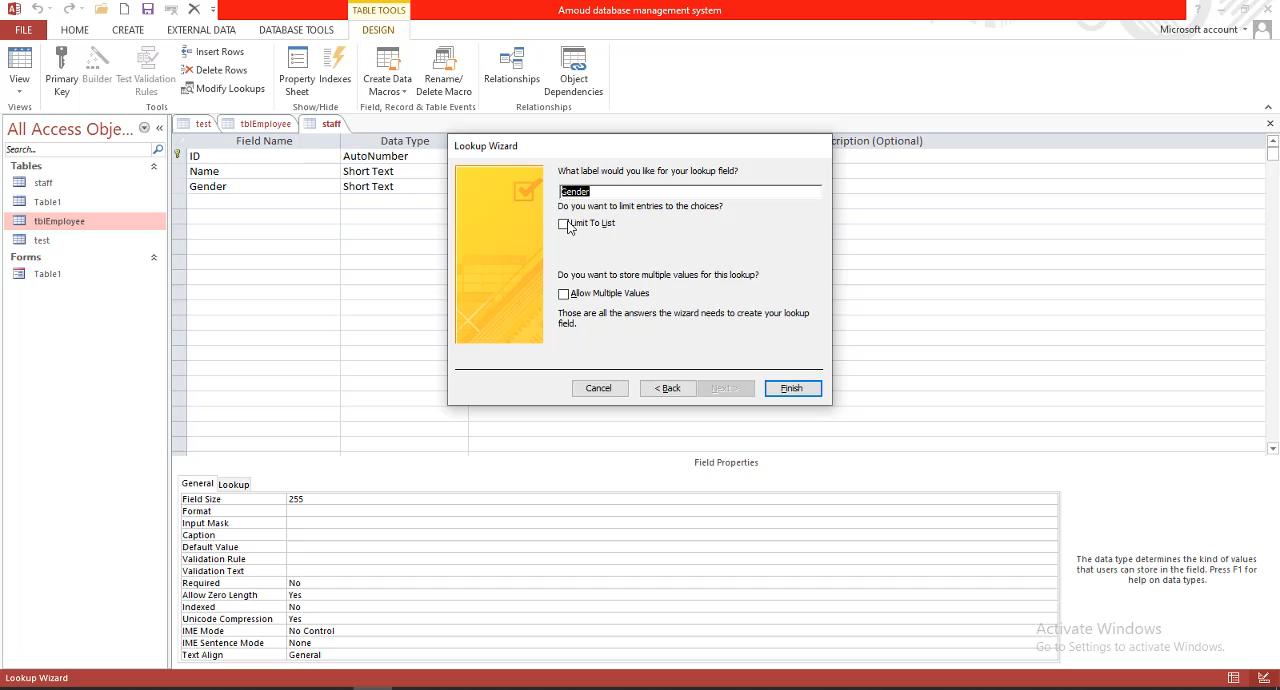 TABLE TOOLS
Amoud database management system
FILE HOME CREATE EXTERNAL DATA DATABASE TOOLS DESIGN
Microsoft account
View
Primary Key
Builder
Test Validation Rules
Insert Rows
Delete Rows
Modify Lookups
Property Sheet
Indexes
Create Data Macros
Rename/ Delete Macro
Relationships
Object Dependencies
Views
Tools
Show/Hide
Field, Record & Table Events
Relationships
All Access Obje...
Search...
Tables
staff
Table1
tblEmployee
test
Forms
Table1
test tblEmployee staff
Field Name Data Type cription (Optional)
ID AutoNumber
Name Short Text
Gender Short Text
Lookup Wizard
What label would you like for your lookup field?
Gender
Do you want to limit entries to the choices?
Limit To List
Do you want to store multiple values for this lookup?
Allow Multiple Values
Those are all the answers the wizard needs to create your lookup
field.
Cancel < Back Next > Finish
Field Properties
General Lookup
Field Size 255
Format
Input Mask
Caption
Default Value
Validation Rule
Validation Text
Required No
Allow Zero Length Yes
Indexed No
Unicode Compression Yes
IME Mode No Control
IME Sentence Mode None
Text Align General
The data type determines the kind of values
that users can store in the field. Press F1 for
help on data types.
Activate Windows
Go to Settings to activate Windows.
Lookup Wizard